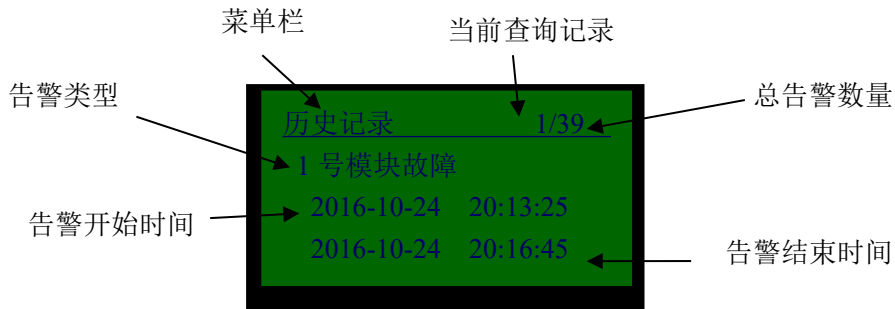 菜单栏
当前查询记录
告警类型
总告警数量
历史记录 1/39
1 号模块故障
2016-10-24 20:13:25
告警开始时间
2016-10-24 20:16:45
告警结束时间